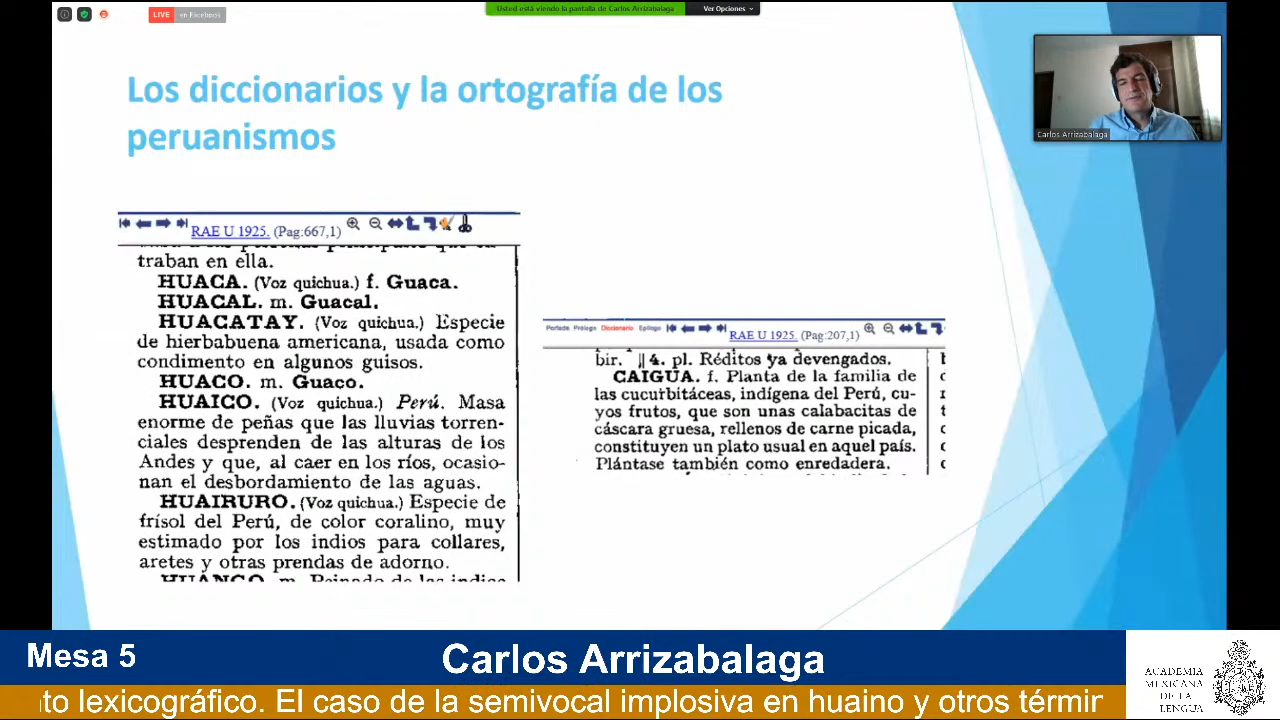 LIVE en Facebook
Usted está viendo la pantalla de Carlos Arrizabalaga
Ver Opciones
Los diccionarios y la ortografía de los
peruanismos
Carlos Arrizabalaga
RAE U 1925. (Pag:667,1)
traban en ella.
HUACA. (Voz quichua.) f. Guaca.
HUACAL. m. Guacal.
HUACATAY. (Voz quichua.) Especie
de hierbabuena americana, usada como
condimento en algunos guisos.
HUACO. m. Guaco.
HUAICO. (Voz quichua.) Perú. Masa
enorme de peñas que las lluvias torren-
ciales desprenden de las alturas de los
Andes y que, al caer en los ríos, ocasio-
nan el desbordamiento de las aguas.
HUAIRURO. (Voz quichua.) Especie de
frísol del Perú, de color coralino, muy
estimado por los indios para collares,
aretes y otras prendas de adorno.
HUANGO. m. Peinado de las indias
Portada Prólogo Diccionario Epílogo
RAE U 1925. (Pag:207,1)
bir. || 4. pl. Réditos ya devengados.
CAIGUA. f. Planta de la familia de
las cucurbitáceas, indígena del Perú, cu-
yos frutos, que son unas calabacitas de
cáscara gruesa, rellenos de carne picada,
constituyen un plato usual en aquel país.
Plántase también como enredadera.
Mesa 5
Carlos Arrizabalaga
to lexicográfico. El caso de la semivocal implosiva en huaino y otros términ
ACADEMIA
MEXICANA
DE LA
LENGUA